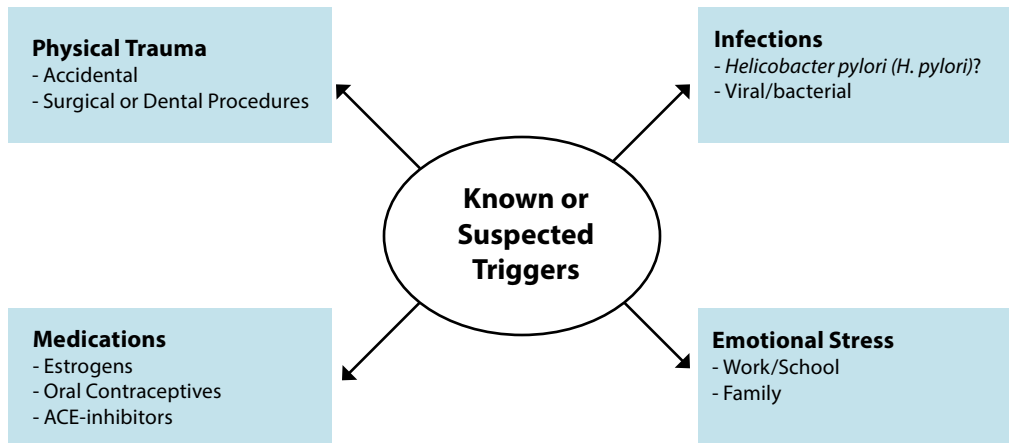 Physical Trauma
- Accidental
- Surgical or Dental Procedures
Infections
- Helicobacter pylori (H. pylori)?
- Viral/bacterial
Known or
Suspected
Triggers
Medications
- Estrogens
- Oral Contraceptives
- ACE-inhibitors
Emotional Stress
- Work/School
- Family